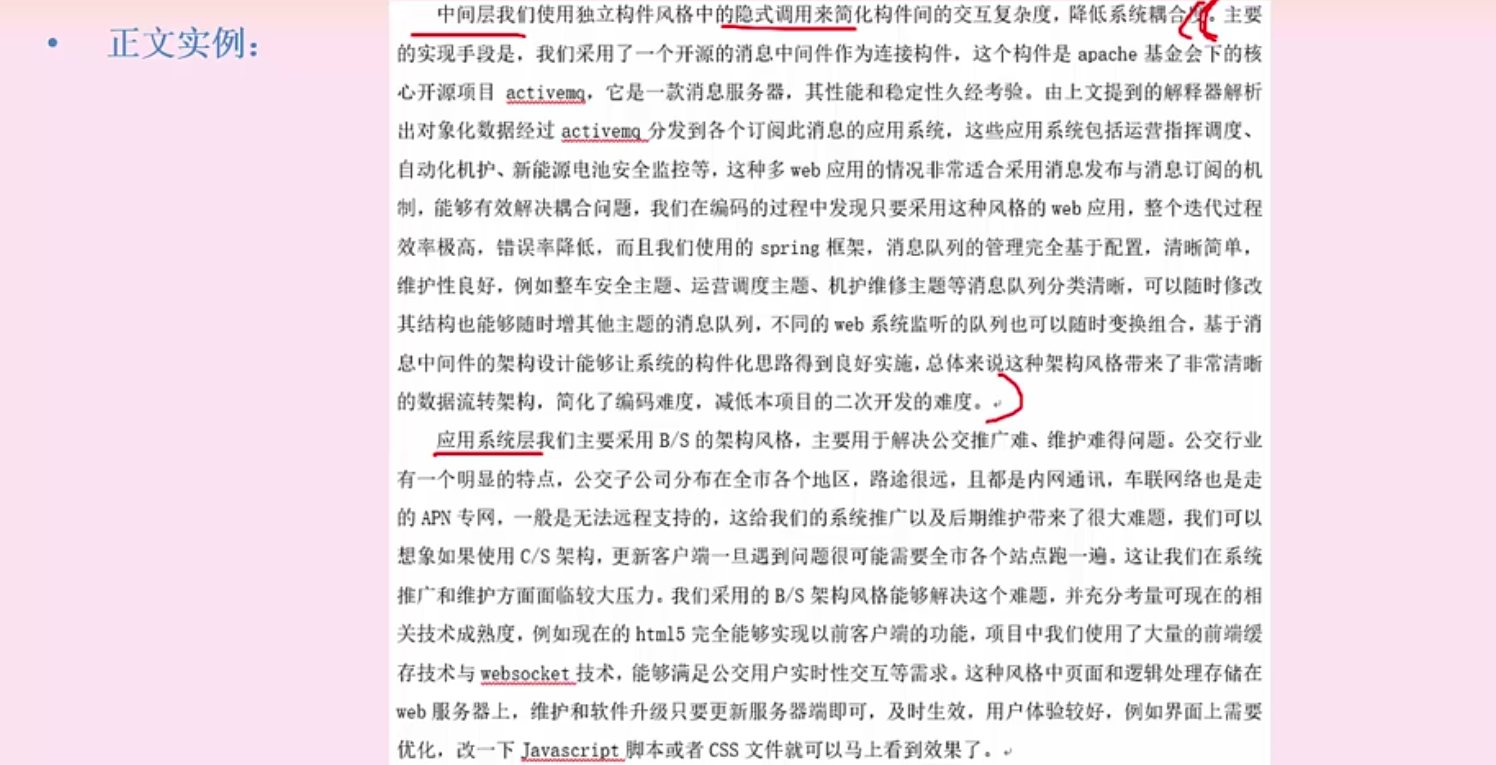 • 正文实例：
中间层我们使用独立构件风格中的隐式调用来简化构件间的交互复杂度，降低系统耦合度。主要
的实现手段是，我们采用了一个开源的消息中间件作为连接构件，这个构件是 apache 基金会下的核
心开源项目 activemq，它是一款消息服务器，其性能和稳定性久经考验。由上文提到的解释器解析
出对象化数据经过 activemq 分发到各个订阅此消息的应用系统，这些应用系统包括运营指挥调度、
自动化机护、新能源电池安全监控等，这种多 web 应用的情况非常适合采用消息发布与消息订阅的机
制，能够有效解决耦合问题，我们在编码的过程中发现只要采用这种风格的 web 应用，整个迭代过程
效率极高，错误率降低，而且我们使用的 spring 框架，消息队列的管理完全基于配置，清晰简单，
维护性良好，例如整车安全主题、运营调度主题、机护维修主题等消息队列分类清晰，可以随时修改
其结构也能够随时增其他主题的消息队列，不同的 web 系统监听的队列也可以随时变换组合，基于消
息中间件的架构设计能够让系统的构件化思路得到良好实施，总体来说这种架构风格带来了非常清晰
的数据流转架构，简化了编码难度，减低本项目的二次开发的难度。
应用系统层我们主要采用 B/S 的架构风格，主要用于解决公交推广难、维护难得问题。公交行业
有一个明显的特点，公交子公司分布在全市各个地区，路途很远，且都是内网通讯，车联网络也是走
的 APN 专网，一般是无法远程支持的，这给我们的系统推广以及后期维护带来了很大难题，我们可以
想象如果使用 C/S 架构，更新客户端一旦遇到问题很可能需要全市各个站点跑一遍。这让我们在系统
推广和维护方面面临较大压力。我们采用的 B/S 架构风格能够解决这个难题，并充分考量可现在的相
关技术成熟度，例如现在的 html5 完全能够实现以前客户端的功能，项目中我们使用了大量的前端缓
存技术与 websocket 技术，能够满足公交用户实时性交互等需求。这种风格中页面和逻辑处理存储在
web 服务器上，维护和软件升级只要更新服务器端即可，及时生效，用户体验较好，例如界面上需要
优化，改一下 Javascript 脚本或者 CSS 文件就可以马上看到效果了。